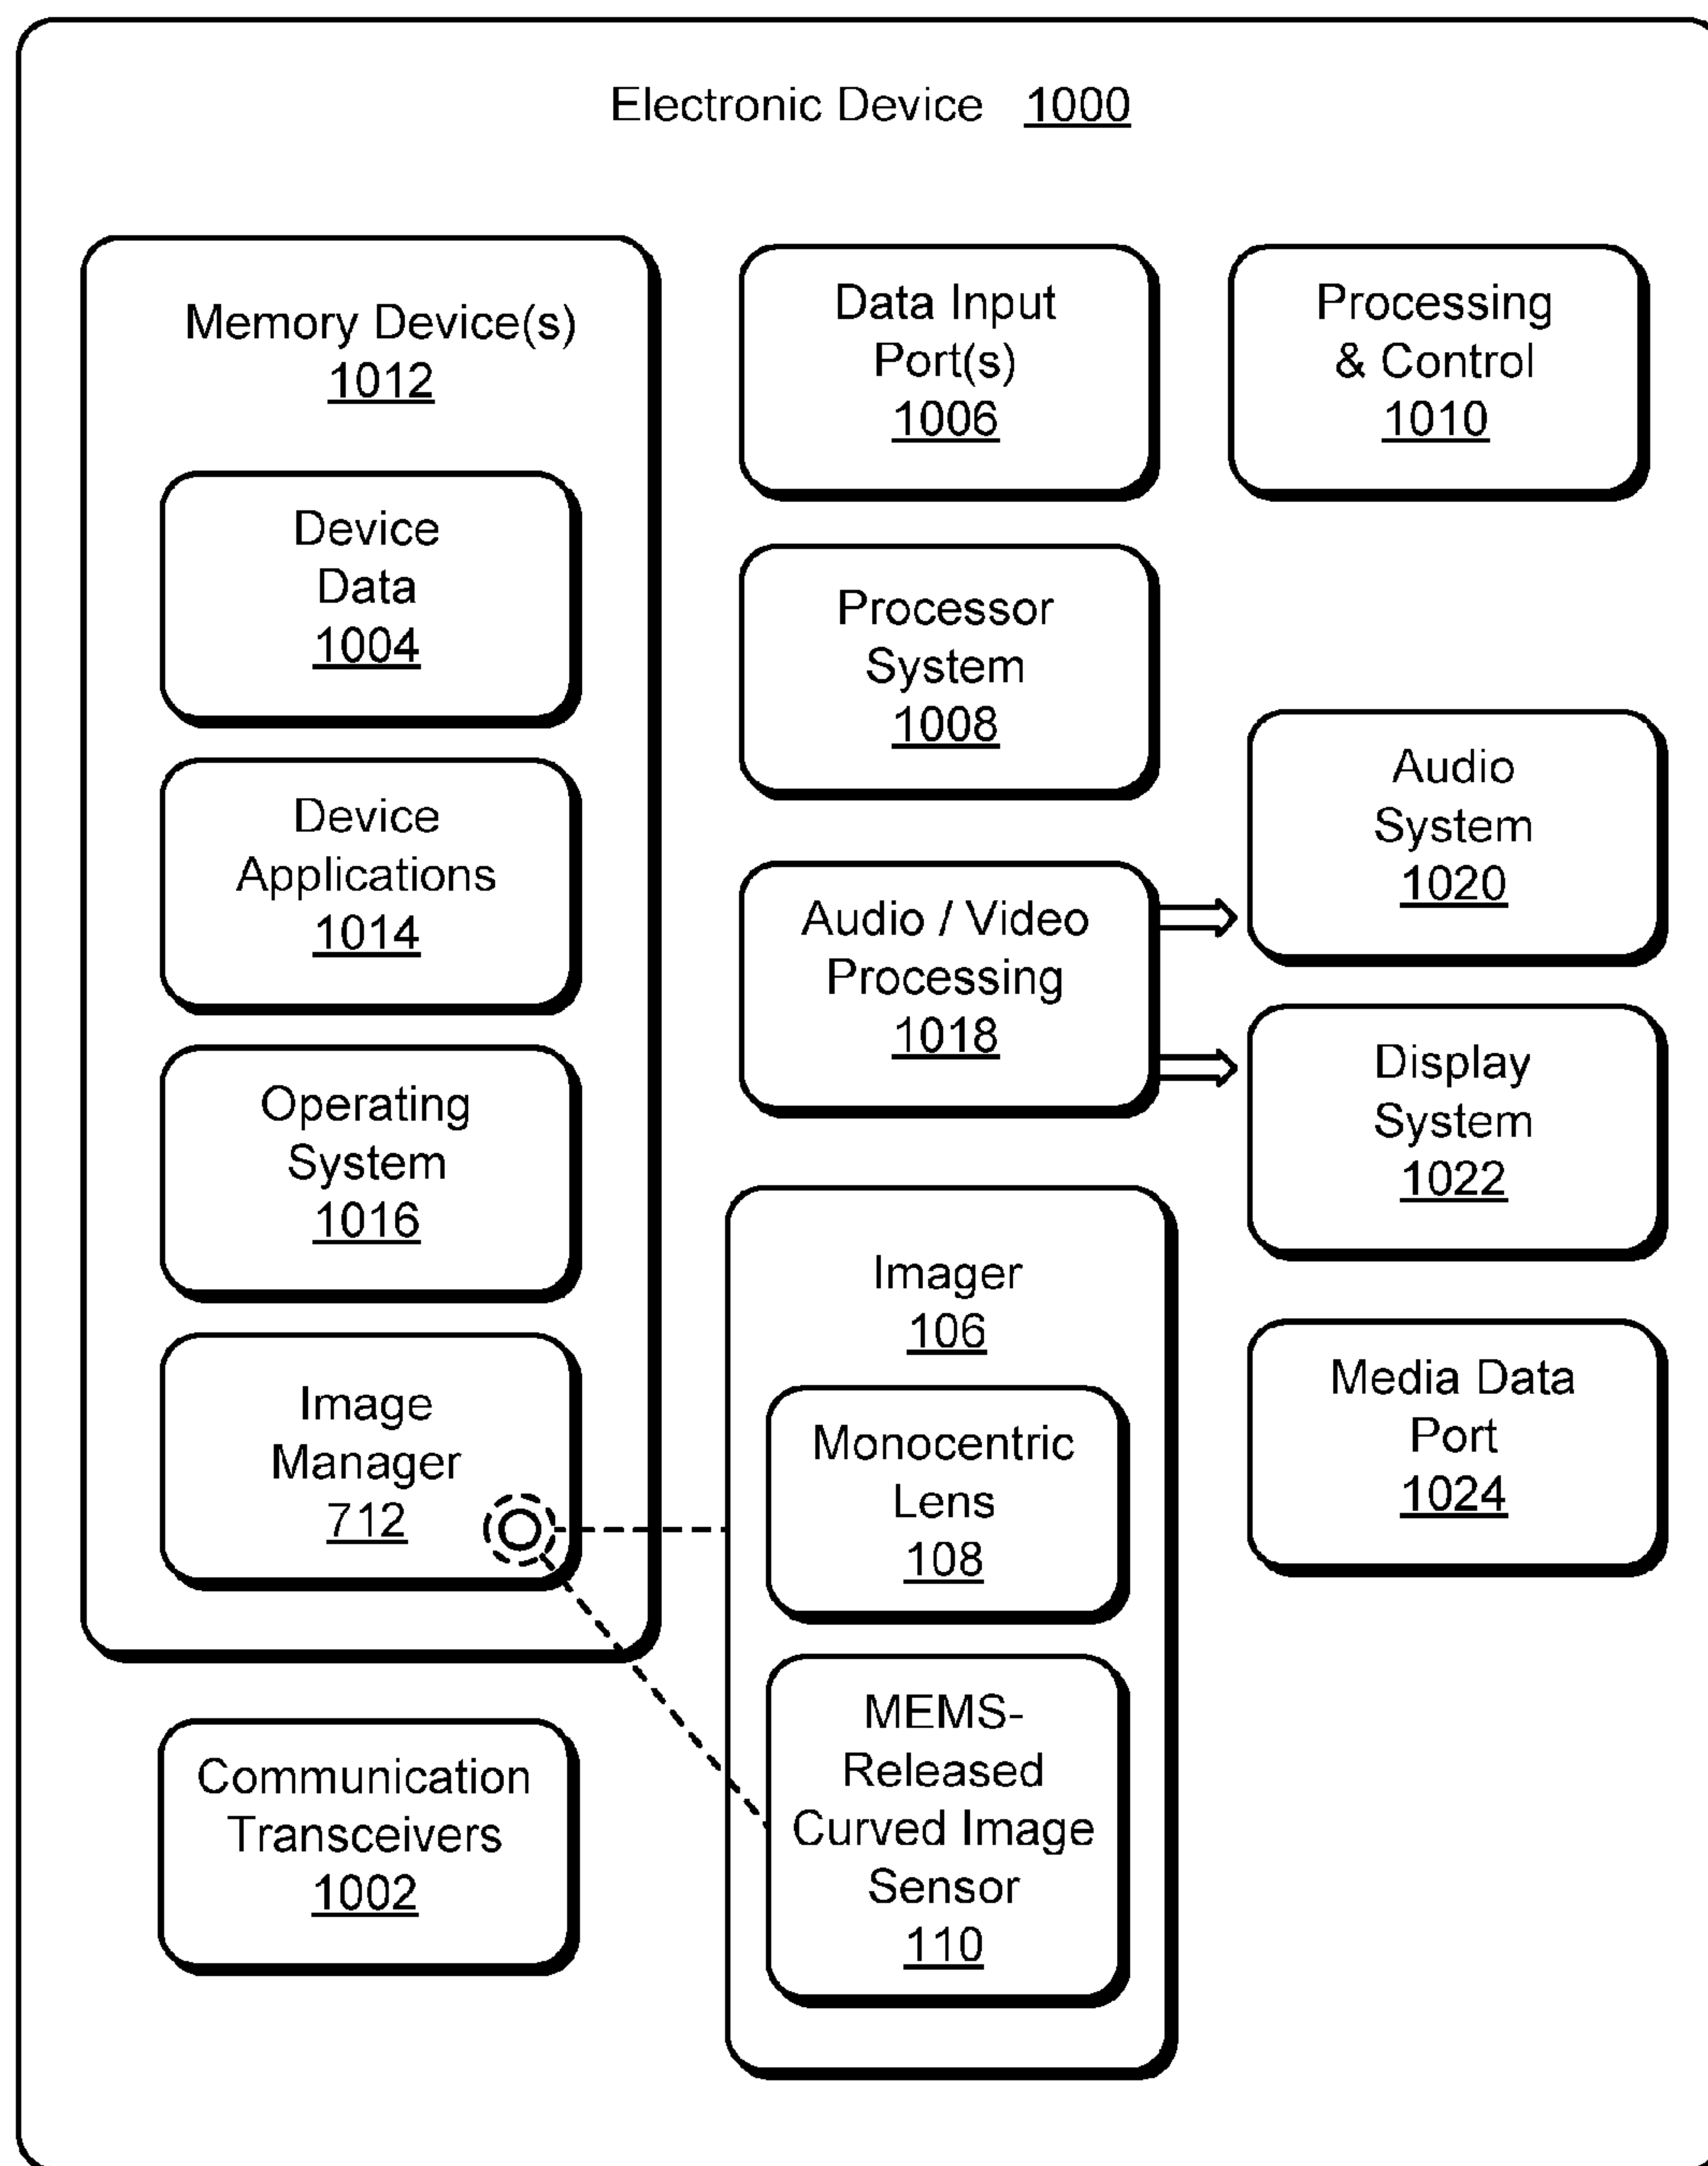 Electronic Device 1000
Memory Device(s)
1012
Device
Data
1004
Device
Applications
1014
Operating
System
1016
Image
Manager
712
Communication
Transceivers
1002
Data Input
Port(s)
1006
Processor
System
1008
Audio / Video
Processing
1018
Imager
106
Monocentric
Lens
108
MEMS-
Released
Curved Image
Sensor
110
Processing
& Control
1010
Audio
System
1020
Display
System
1022
Media Data
Port
1024